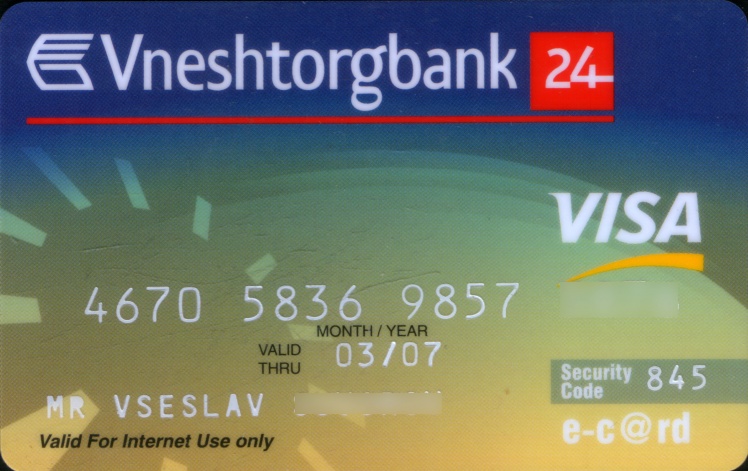 Vneshtorgbank 24
VISA
4670 5836 9857
MONTH / YEAR
VALID THRU 03/07
Security Code 845
MR VSESLAV
e-c@rd
Valid For Internet Use only